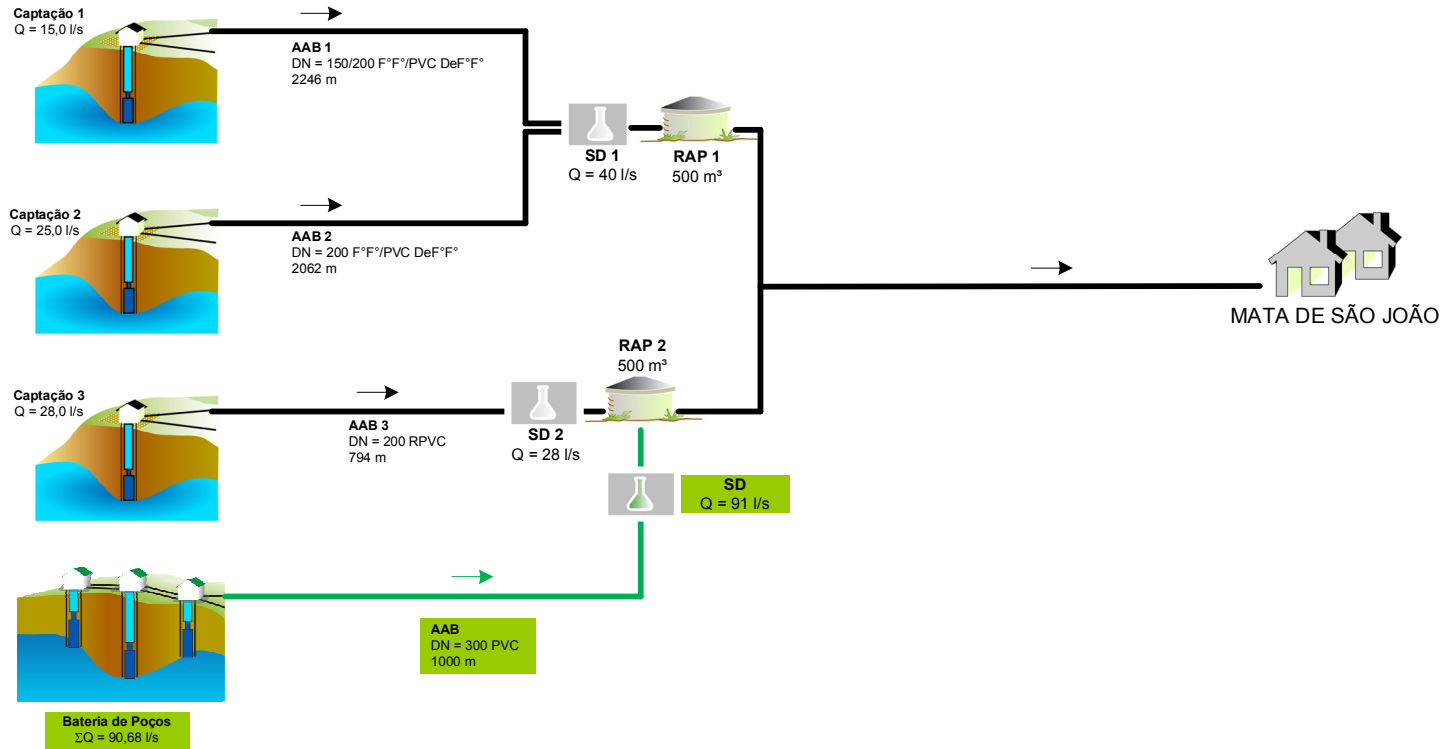 Captação 1
Q = 15,0 l/s
AAB 1
DN = 150/200 F°F°/PVC DeF°F°
2246 m
SD 1
Q = 40 l/s
RAP 1
500 m³
Captação 2
Q = 25,0 l/s
AAB 2
DN = 200 F°F°/PVC DeF°F°
2062 m
MATA DE SÃO JOÃO
RAP 2
500 m³
Captação 3
Q = 28,0 l/s
AAB 3
DN = 200 RPVC
794 m
SD 2
Q = 28 l/s
SD
Q = 91 l/s
AAB
DN = 300 PVC
1000 m
Bateria de Poços
ΣQ = 90,68 l/s